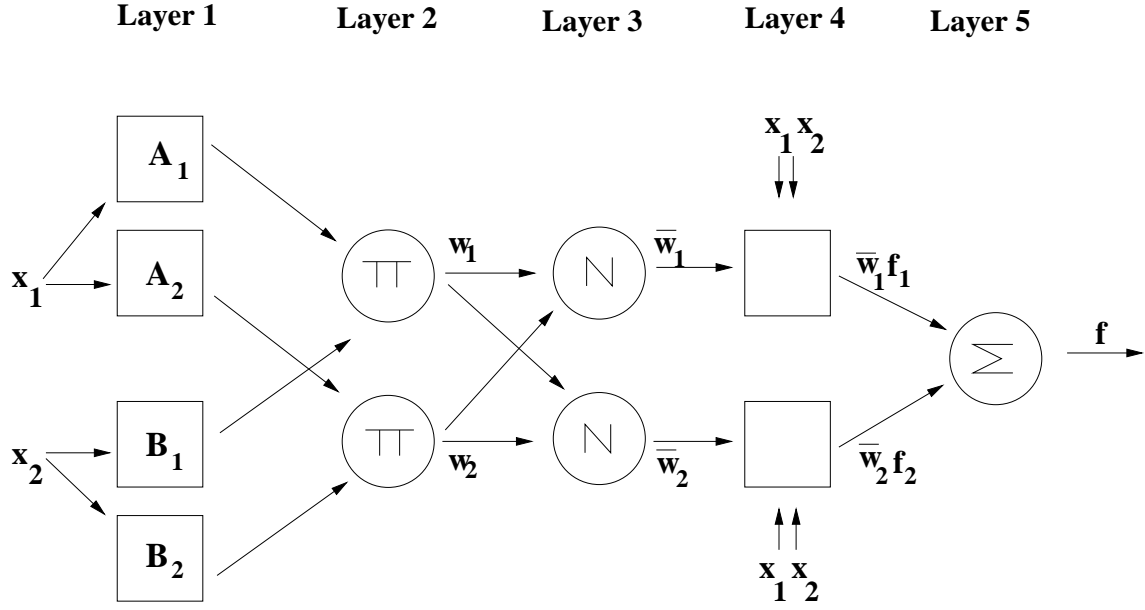 Layer 1 Layer 2 Layer 3 Layer 4 Layer 5
x₁ x₂
A₁
w₁ w̅₁
Π N
x₁ A₂ w̅₁f₁
f
Σ
B₁ Π N
x₂ w₂ w̅₂ w̅₂f₂
B₂
x₁ x₂